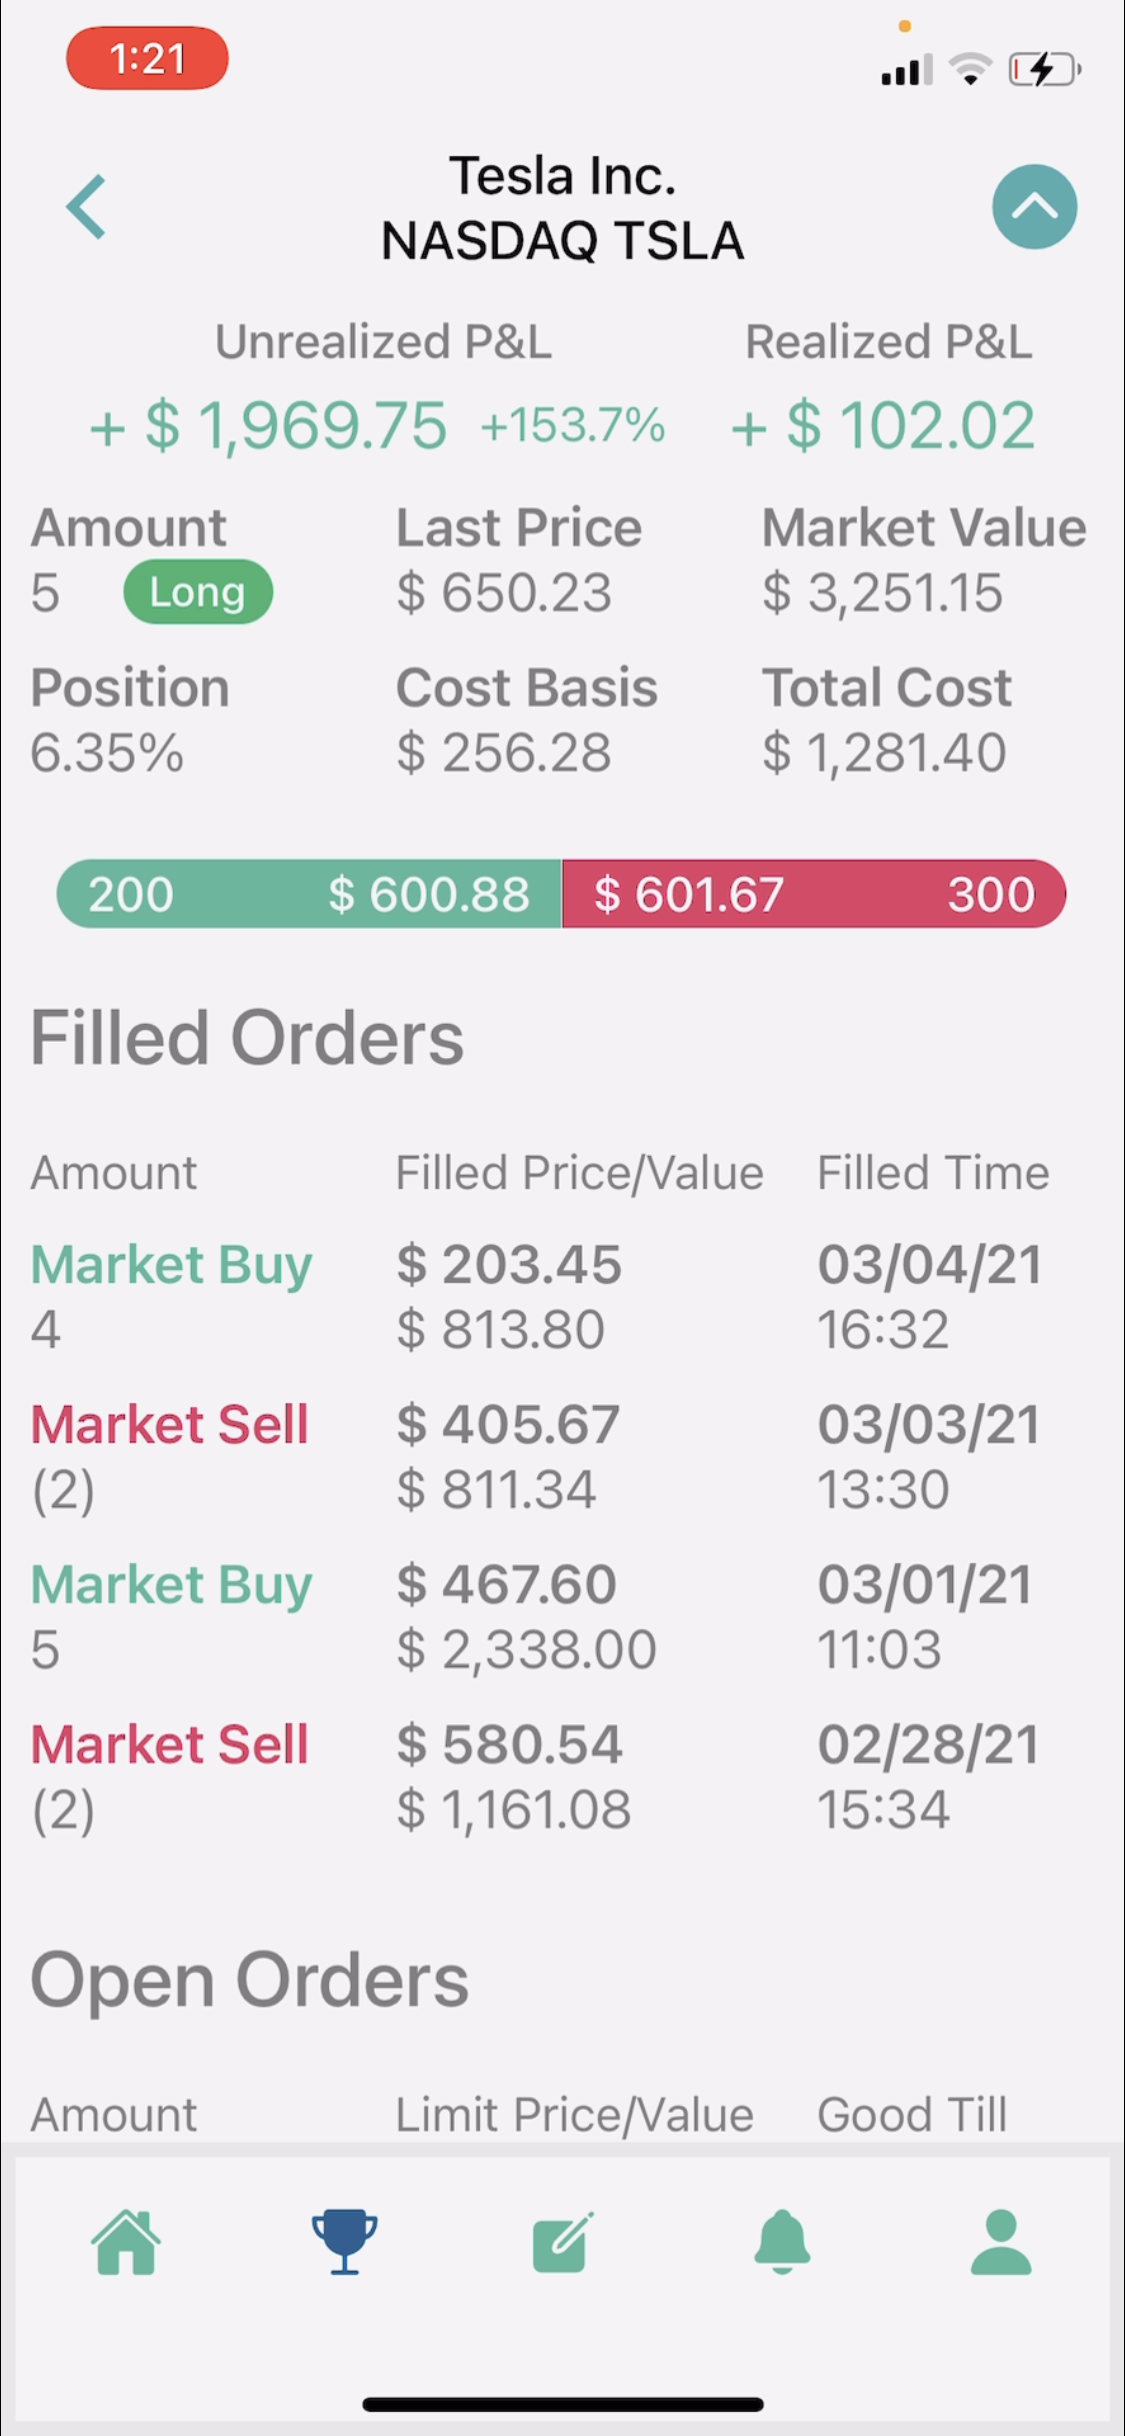 1:21
Tesla Inc.
NASDAQ TSLA
Unrealized P&L Realized P&L
+ $ 1,969.75 +153.7% + $ 102.02
Amount Last Price Market Value
5 Long $ 650.23 $ 3,251.15
Position Cost Basis Total Cost
6.35% $ 256.28 $ 1,281.40
200 $ 600.88 $ 601.67 300
Filled Orders
Amount Filled Price/Value Filled Time
Market Buy $ 203.45 03/04/21
4 $ 813.80 16:32
Market Sell $ 405.67 03/03/21
(2) $ 811.34 13:30
Market Buy $ 467.60 03/01/21
5 $ 2,338.00 11:03
Market Sell $ 580.54 02/28/21
(2) $ 1,161.08 15:34
Open Orders
Amount Limit Price/Value Good Till